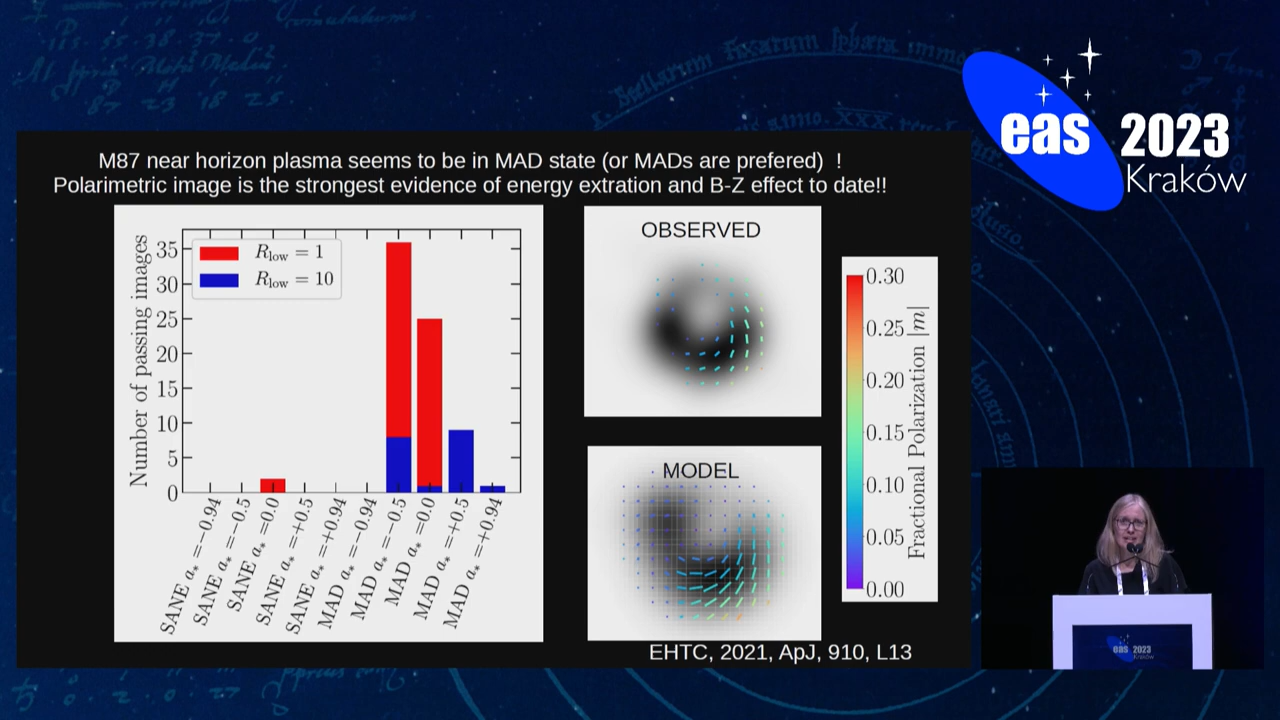 eas 2023
Kraków
M87 near horizon plasma seems to be in MAD state (or MADs are prefered) !
Polarimetric image is the strongest evidence of energy extration and B-Z effect to date!!
Number of passing images
35
30
25
20
15
10
5
0
R_low = 1
R_low = 10
SANE a* =−0.94
SANE a* =−0.5
SANE a* =0.0
SANE a* =+0.5
SANE a* =+0.94
MAD a* =−0.94
MAD a* =−0.5
MAD a* =0.0
MAD a* =+0.5
MAD a* =+0.94
OBSERVED
MODEL
0.30
0.25
0.20
0.15
0.10
0.05
0.00
Fractional Polarization |m|
EHTC, 2021, ApJ, 910, L13
eas 2023